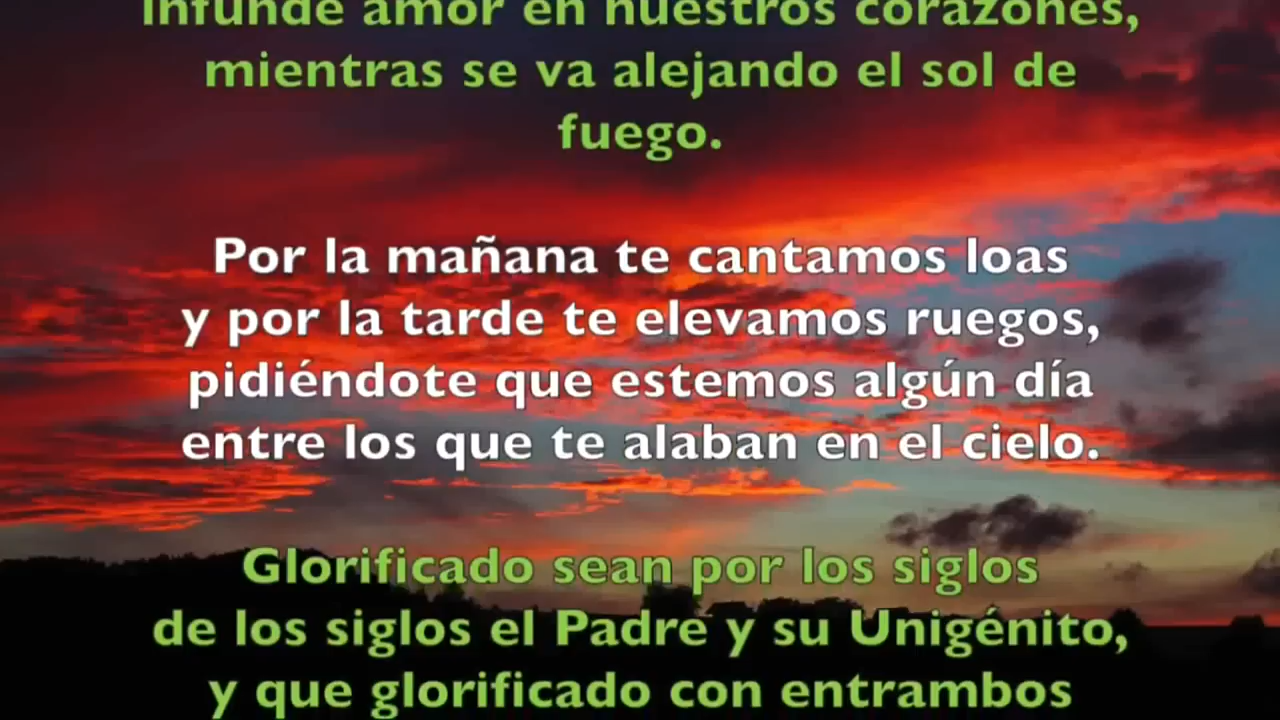 infunde amor en nuestros corazones,
mientras se va alejando el sol de
fuego.
Por la mañana te cantamos loas
y por la tarde te elevamos ruegos,
pidiéndote que estemos algún día
entre los que te alaban en el cielo.
Glorificado sean por los siglos
de los siglos el Padre y su Unigénito,
y que glorificado con entrambos